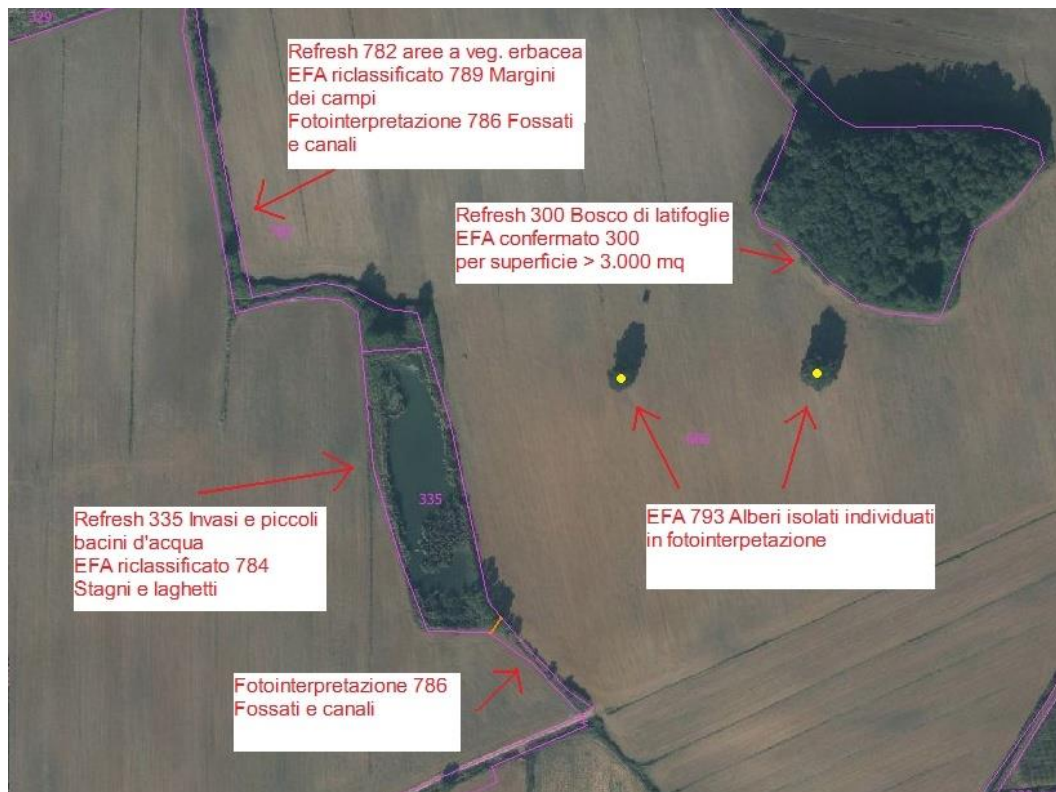 329
Refresh 782 aree a veg. erbacea
EFA riclassificato 789 Margini
dei campi
Fotointerpretazione 786 Fossati
e canali
Refresh 300 Bosco di latifoglie
EFA confermato 300
per superficie > 3.000 mq
335
Refresh 335 Invasi e piccoli
bacini d'acqua
EFA riclassificato 784
Stagni e laghetti
EFA 793 Alberi isolati individuati
in fotointerpetazione
Fotointerpretazione 786
Fossati e canali